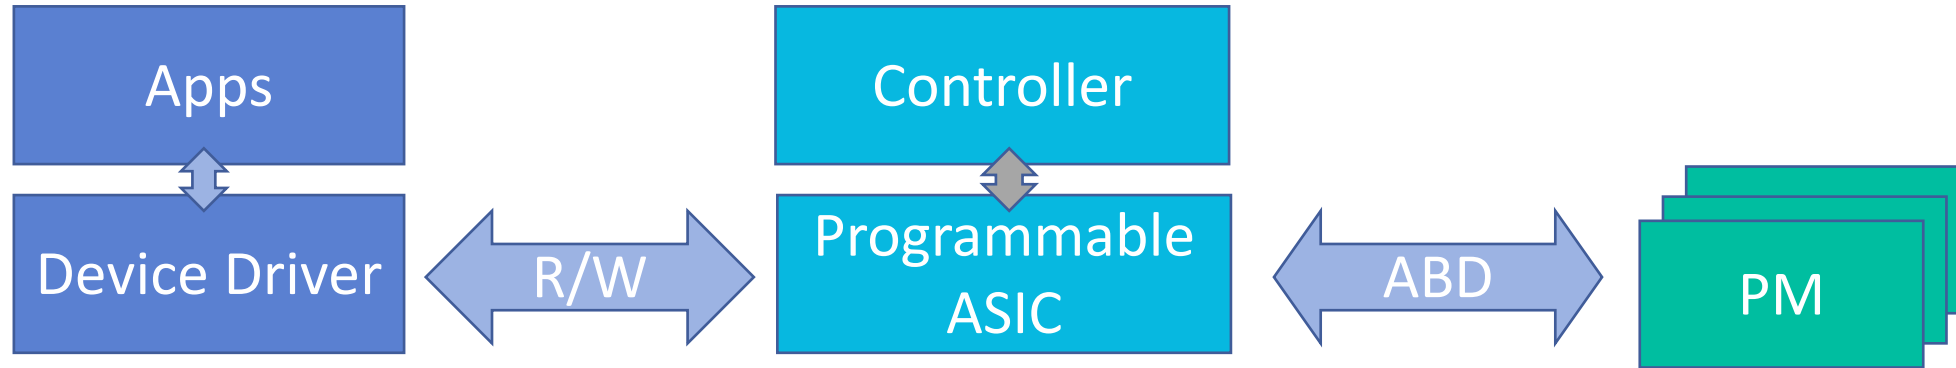 Apps
Controller
Device Driver
R/W
Programmable
ASIC
ABD
PM